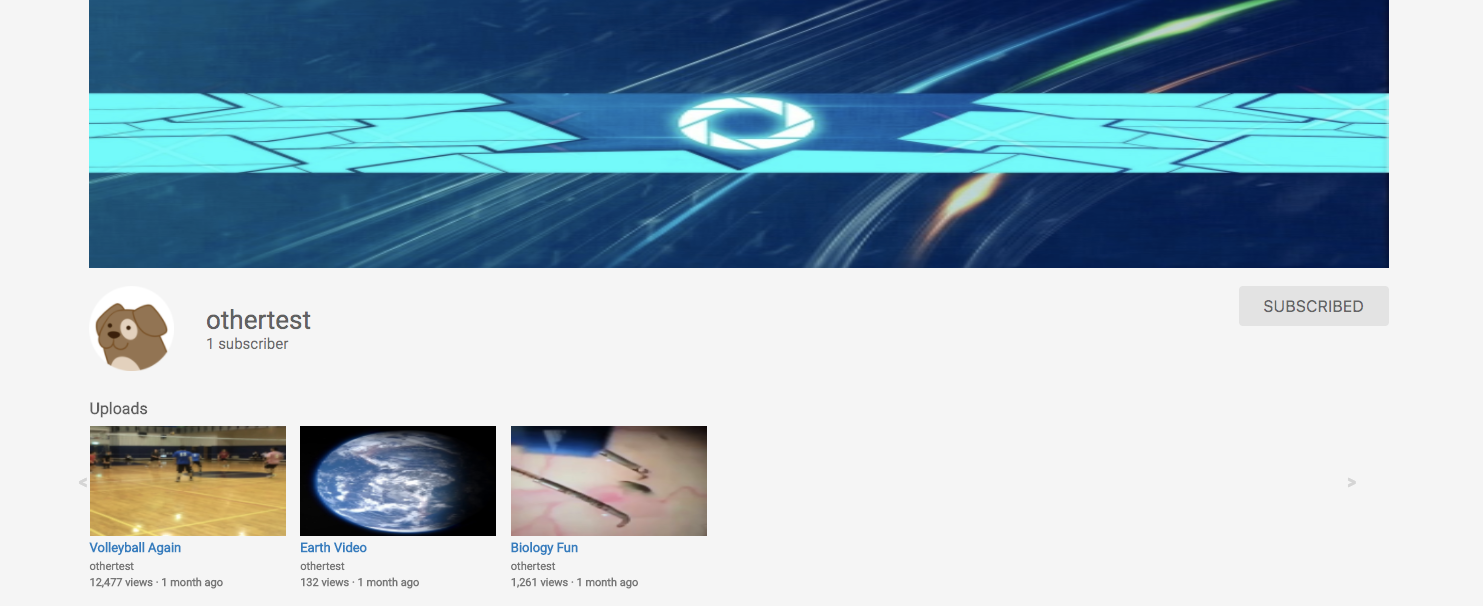 othertest
1 subscriber
SUBSCRIBED
Uploads
<
>
Volleyball Again
othertest
12,477 views · 1 month ago
Earth Video
othertest
132 views · 1 month ago
Biology Fun
othertest
1,261 views · 1 month ago